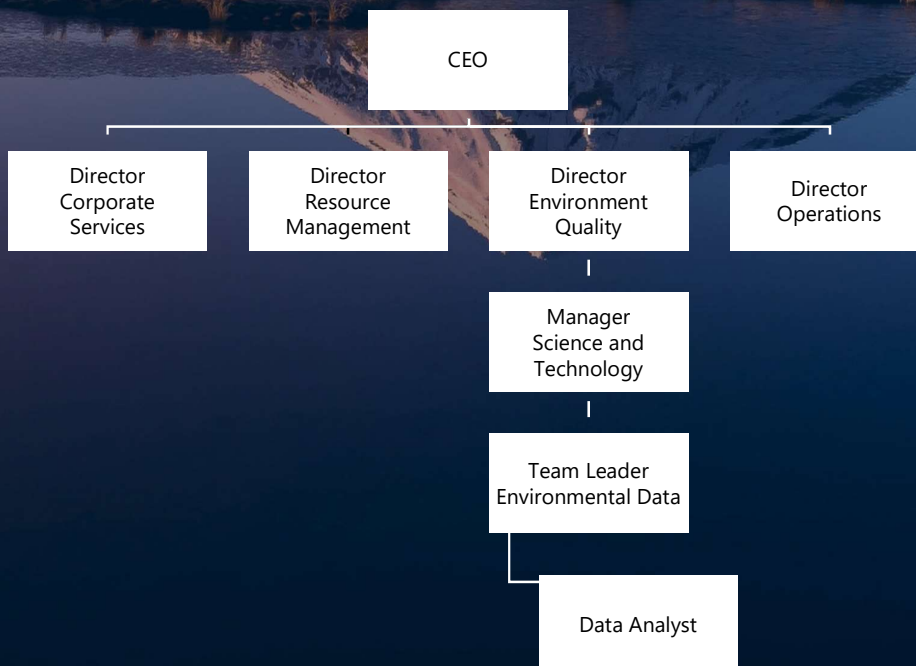 CEO
Director
Corporate
Services
Director
Resource
Management
Director
Environment
Quality
Director
Operations
Manager
Science and
Technology
Team Leader
Environmental Data
Data Analyst